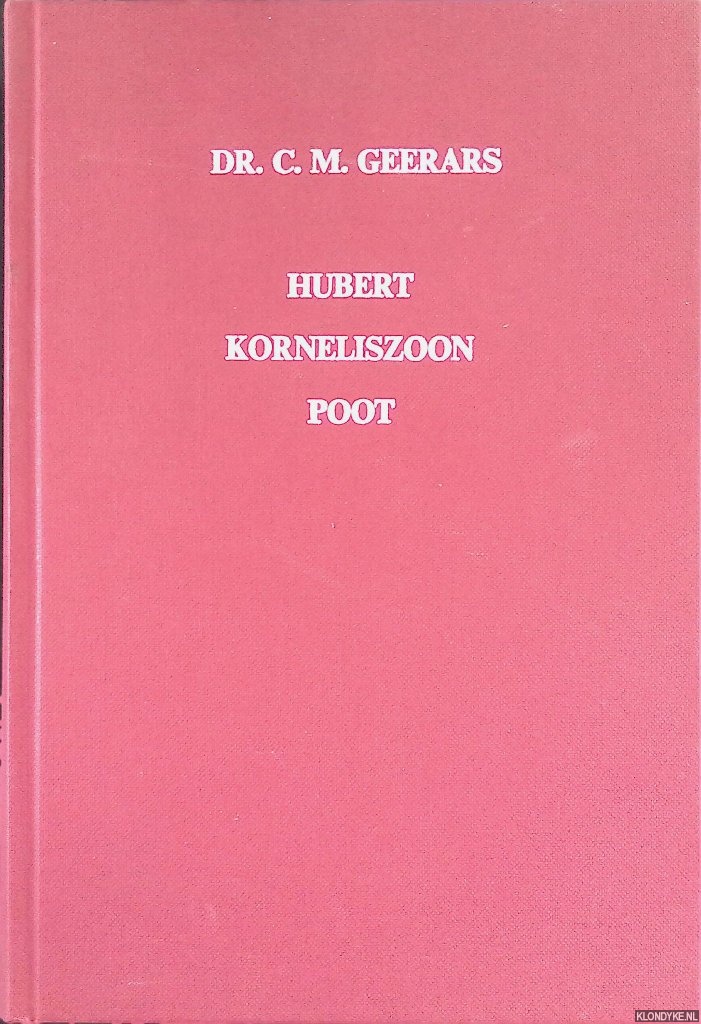 DR. C. M. GEERARS
HUBERT
KORNELISZOON
POOT
KLONDYKE.NL